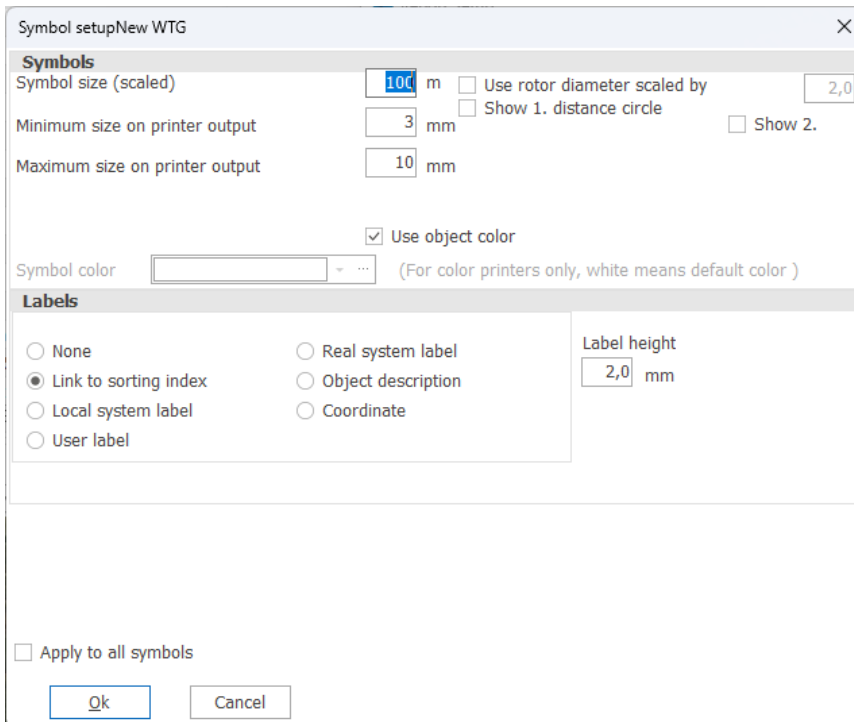 Symbol setupNew WTG
Symbols
Symbol size (scaled) 100 m Use rotor diameter scaled by 2,0
Show 1. distance circle
Minimum size on printer output 3 mm Show 2.
Maximum size on printer output 10 mm
Use object color
Symbol color ... (For color printers only, white means default color )
Labels
None Real system label Label height
Link to sorting index Object description 2,0 mm
Local system label Coordinate
User label
Apply to all symbols
Ok Cancel